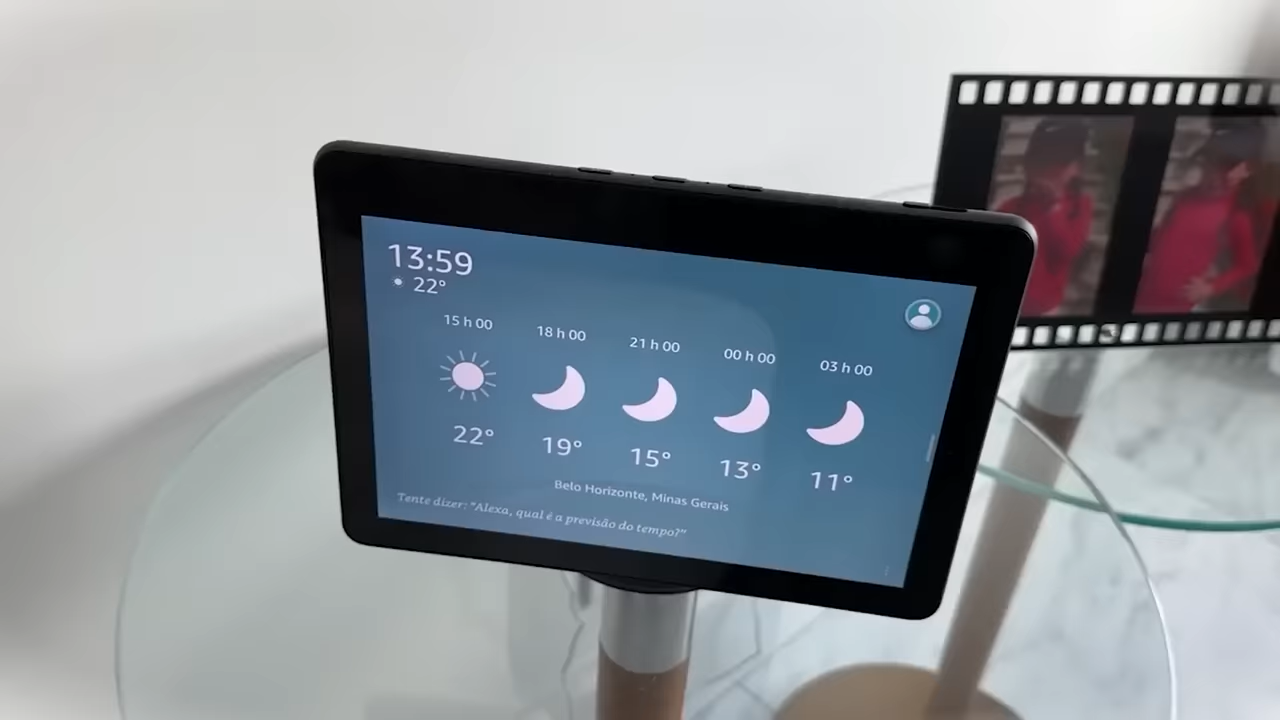 13:59
22°
15 h 00 18 h 00 21 h 00 00 h 00 03 h 00
22° 19° 15° 13° 11°
Belo Horizonte, Minas Gerais
Tente dizer: "Alexa, qual é a previsão do tempo?"